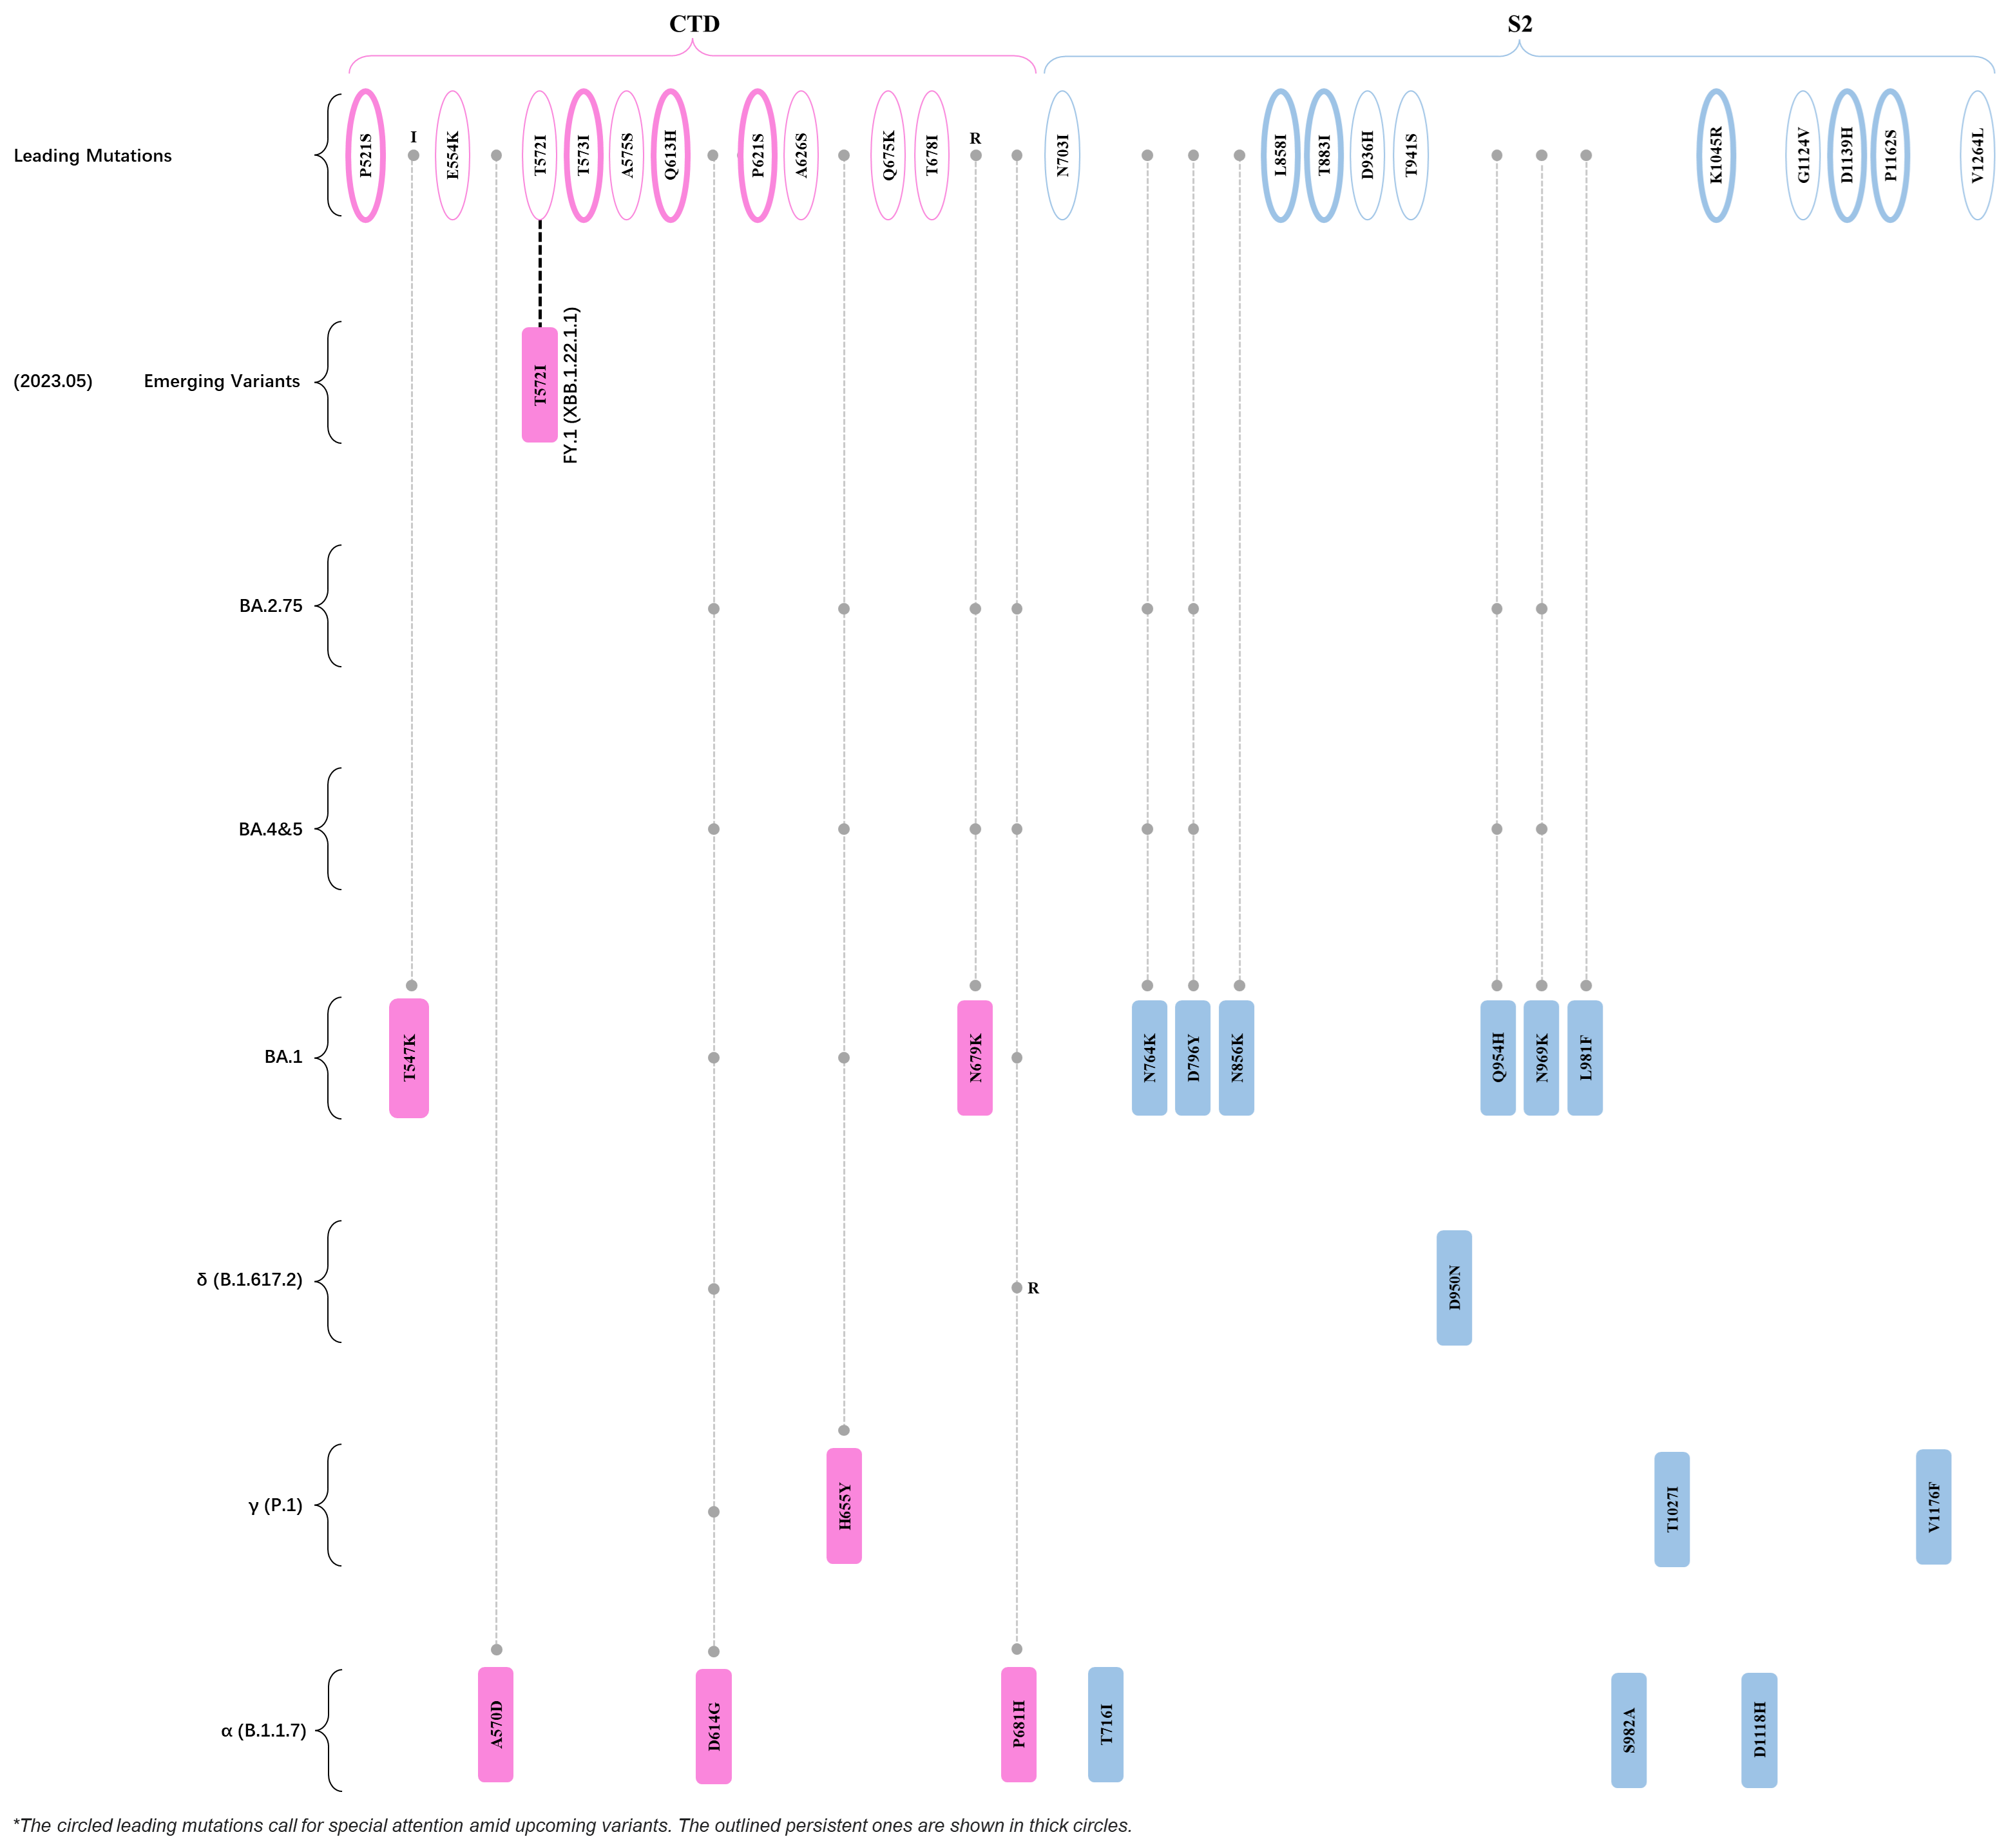 CTD
S2
Leading Mutations
P521S
I
E554K
T572I
T573I
A575S
Q613H
P621S
A626S
Q675K
T678I
R
N703I
L858I
T883I
D936H
T941S
K1045R
G1124V
D1139H
P1162S
V1264L
(2023.05)
Emerging Variants
T572I
FY.1 (XBB.1.22.1.1)
BA.2.75
BA.4&5
BA.1
T547K
N679K
N764K
D796Y
N856K
Q954H
N969K
L981F
δ (B.1.617.2)
R
D950N
γ (P.1)
H655Y
T1027I
V1176F
α (B.1.1.7)
A570D
D614G
P681H
T716I
S982A
D1118H
*The circled leading mutations call for special attention amid upcoming variants. The outlined persistent ones are shown in thick circles.